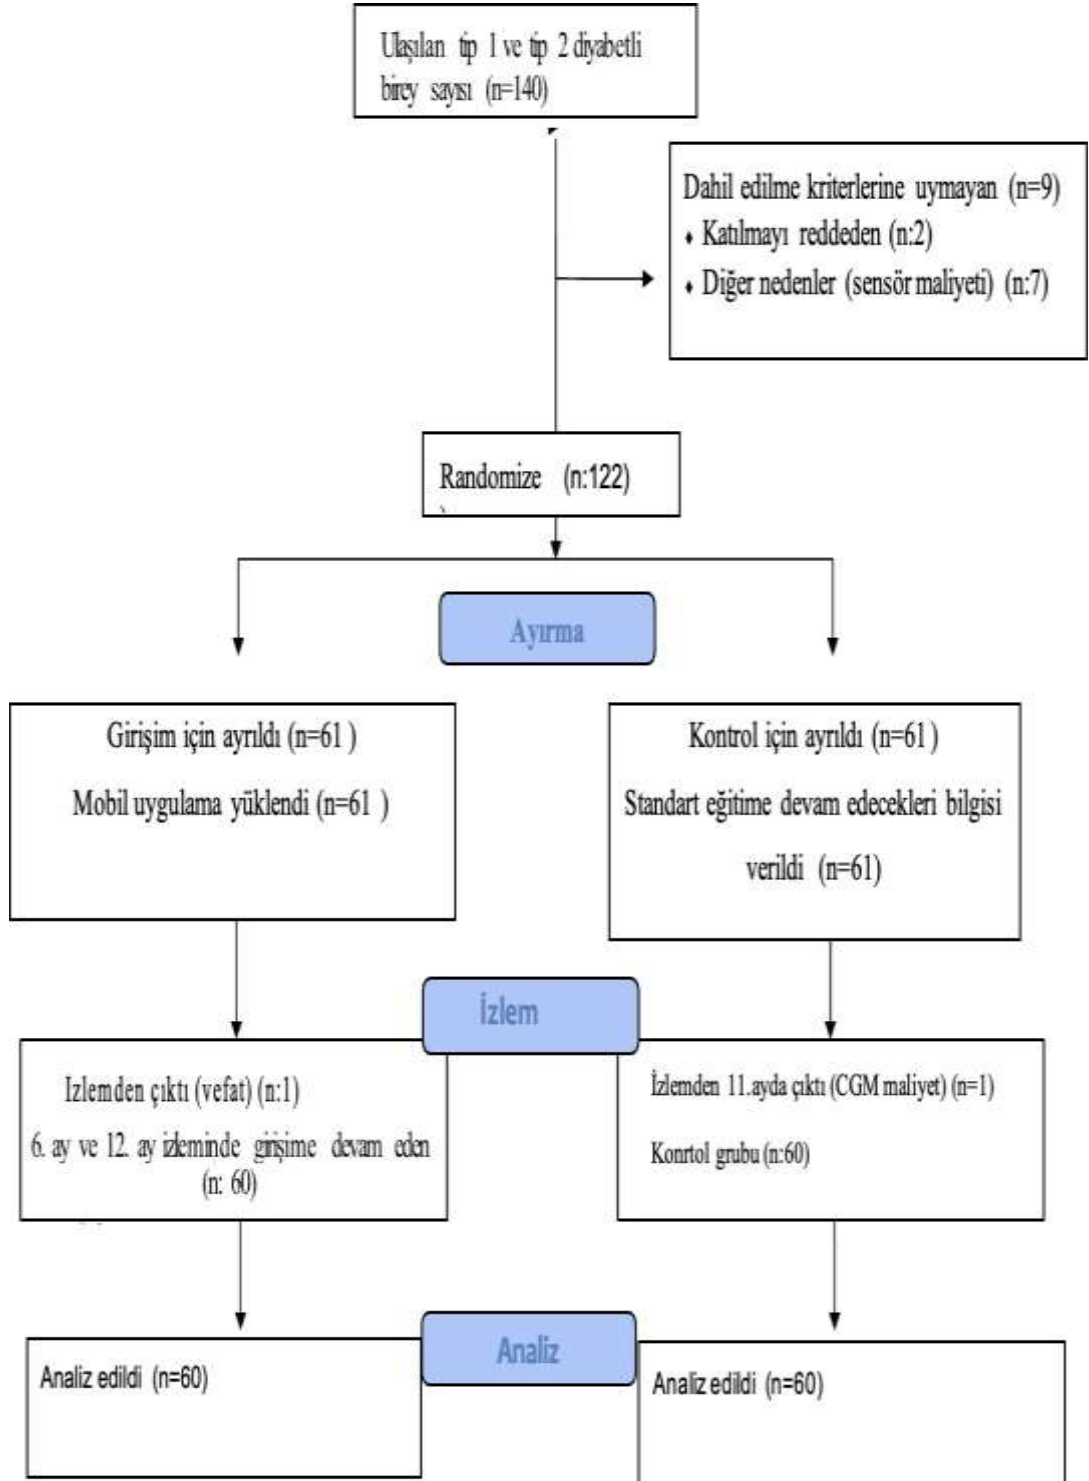 Ulaşılan tip 1 ve tip 2 diyabetli
birey sayısı (n=140)
Dahil edilme kriterlerine uymayan (n=9)
♦ Katılmayı reddeden (n:2)
♦ Diğer nedenler (sensör maliyeti) (n:7)
Randomize (n:122)
Ayırma
Girişim için ayrıldı (n=61 )
Mobil uygulama yüklendi (n=61 )
Kontrol için ayrıldı (n=61)
Standart eğitime devam edecekleri bilgisi
verildi (n=61)
İzlem
Izlemden çıktı (vefat) (n:1)
6. ay ve 12. ay izleminde girişime devam eden
(n: 60)
İzlemden 11.ayda çıktı (CGM maliyet) (n=1)
Konrtol grubu (n:60)
Analiz
Analiz edildi (n=60)
Analiz edildi (n=60)